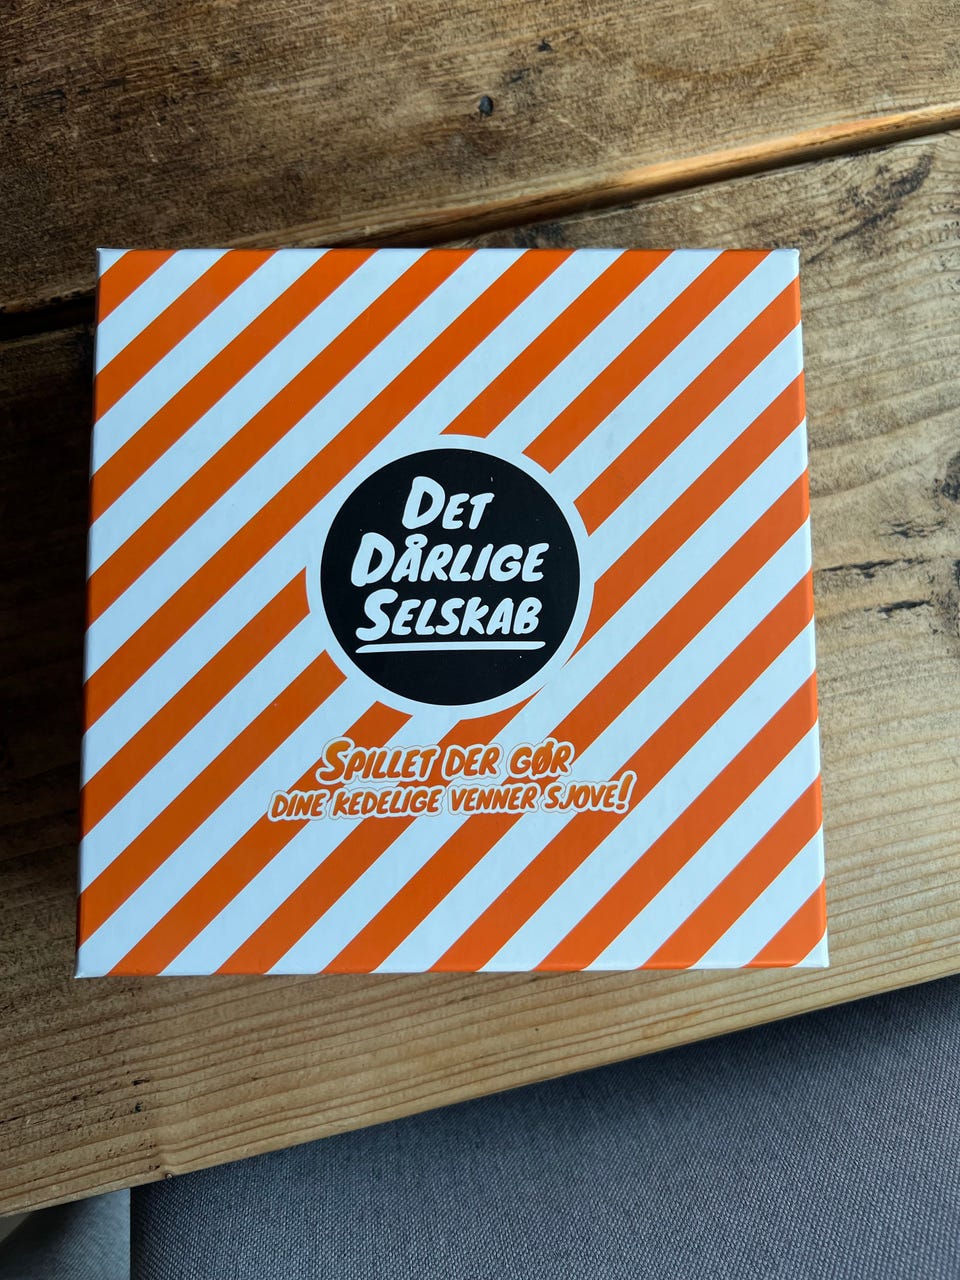 DET
DÅRLIGE
SELSKAB
SPILLET DER GØR
DINE KEDELIGE VENNER SJOVE!